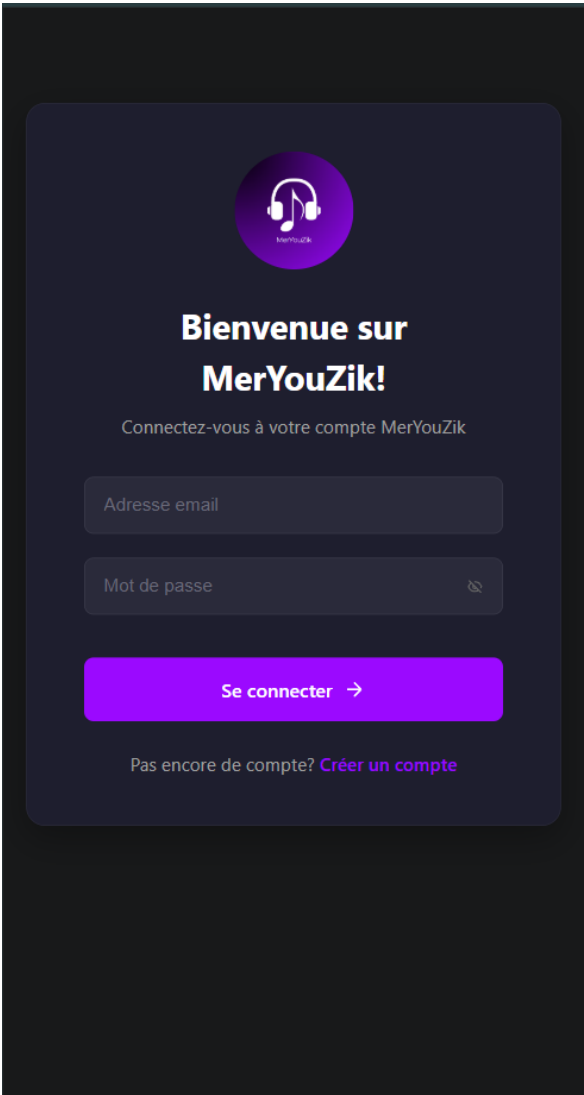 MerYouZik
Bienvenue sur
MerYouZik!
Connectez-vous à votre compte MerYouZik
Adresse email
Mot de passe
Se connecter →
Pas encore de compte? Créer un compte